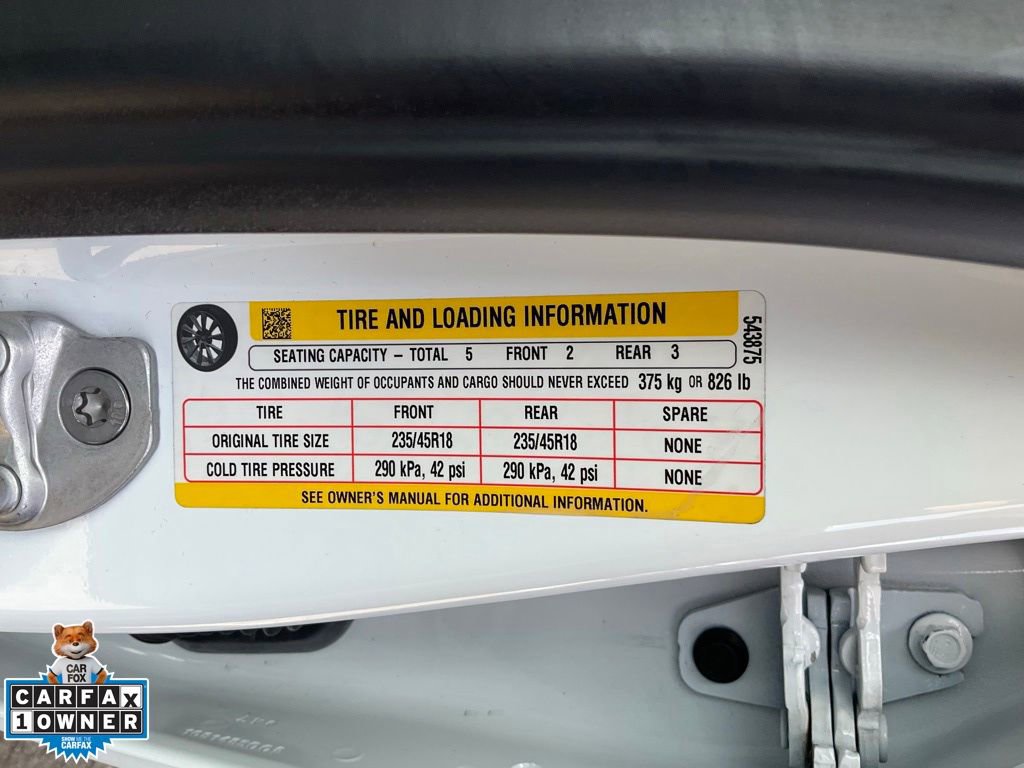 TIRE AND LOADING INFORMATION
543875
SEATING CAPACITY – TOTAL 5 FRONT 2 REAR 3
THE COMBINED WEIGHT OF OCCUPANTS AND CARGO SHOULD NEVER EXCEED 375 kg OR 826 lb
TIRE FRONT REAR SPARE
ORIGINAL TIRE SIZE 235/45R18 235/45R18 NONE
COLD TIRE PRESSURE 290 kPa, 42 psi 290 kPa, 42 psi NONE
SEE OWNER'S MANUAL FOR ADDITIONAL INFORMATION.
CAR
FOX
CARFAX
1 OWNER
SHOW ME THE
CARFAX